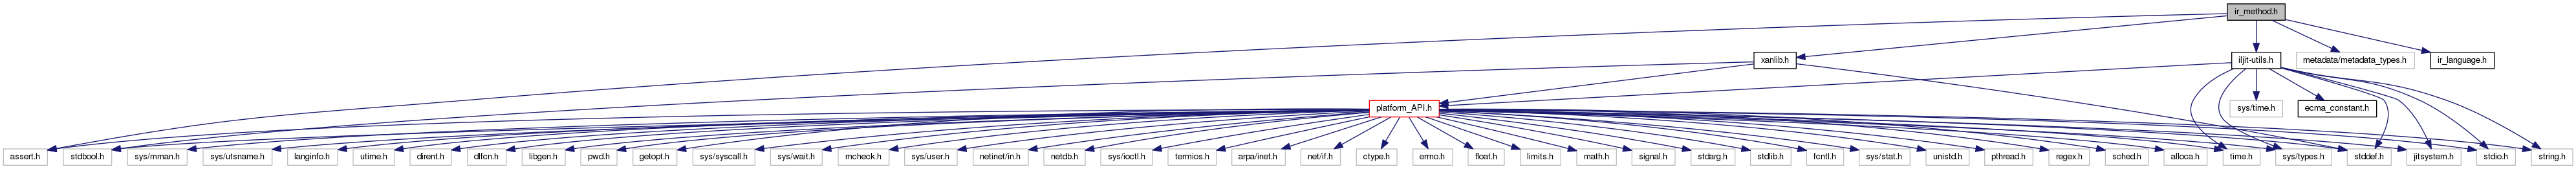 ir_method.h
xanlib.h
iljit-utils.h
metadata/metadata_types.h
ir_language.h
platform_API.h
sys/time.h
ecma_constant.h
assert.h
stdbool.h
sys/mman.h
sys/utsname.h
langinfo.h
utime.h
dirent.h
dlfcn.h
libgen.h
pwd.h
getopt.h
sys/syscall.h
sys/wait.h
mcheck.h
sys/user.h
netinet/in.h
netdb.h
sys/ioctl.h
termios.h
arpa/inet.h
net/if.h
ctype.h
errno.h
float.h
limits.h
math.h
signal.h
stdarg.h
stdlib.h
fcntl.h
sys/stat.h
unistd.h
pthread.h
regex.h
sched.h
alloca.h
time.h
sys/types.h
stddef.h
jitsystem.h
stdio.h
string.h